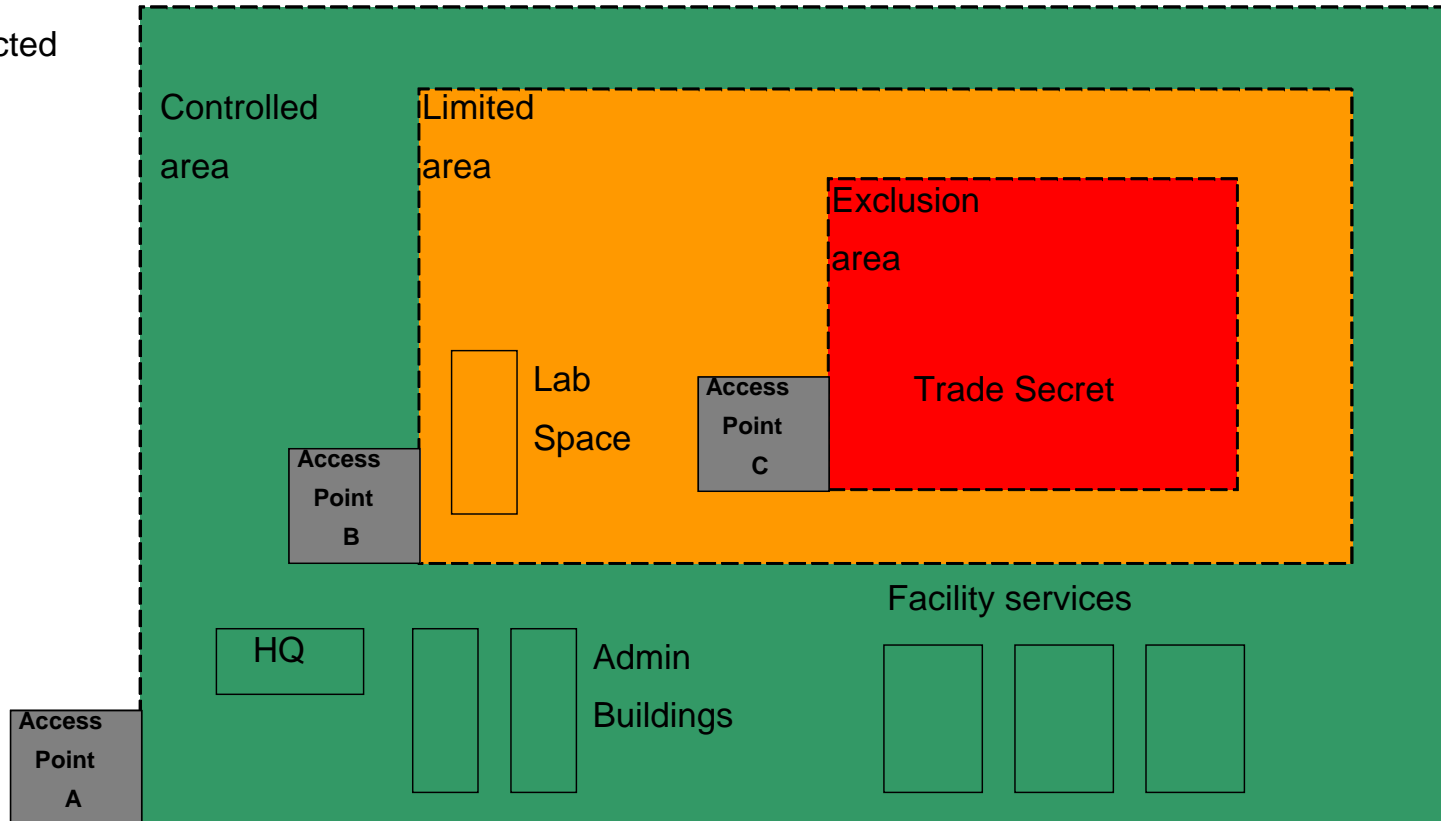 cted
Controlled
area
Limited
area
Exclusion
area
Trade Secret
Lab
Space
Access
Point
C
Access
Point
B
Facility services
HQ
Admin
Buildings
Access
Point
A